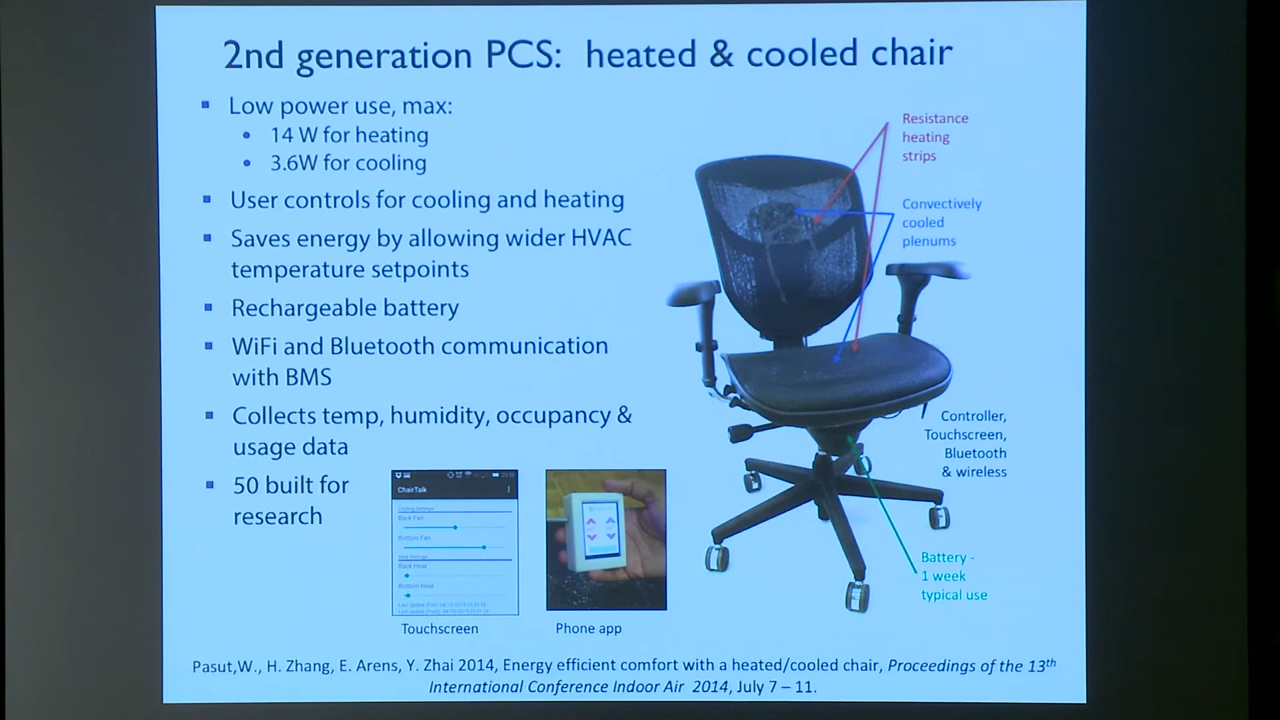 2nd generation PCS: heated & cooled chair
Low power use, max:
14 W for heating
3.6W for cooling
User controls for cooling and heating
Saves energy by allowing wider HVAC
temperature setpoints
Rechargeable battery
WiFi and Bluetooth communication
with BMS
Collects temp, humidity, occupancy &
usage data
50 built for
research
Resistance
heating
strips
Convectively
cooled
plenums
Controller,
Touchscreen,
Bluetooth
& wireless
Battery -
1 week
typical use
ChairTalk
Cooling Settings
Back Fan
Bottom Fan
Heat Settings
Back Heat
Bottom Heat
Touchscreen
Phone app
Pasut,W., H. Zhang, E. Arens, Y. Zhai 2014, Energy efficient comfort with a heated/cooled chair, Proceedings of the 13th
International Conference Indoor Air 2014, July 7 – 11.